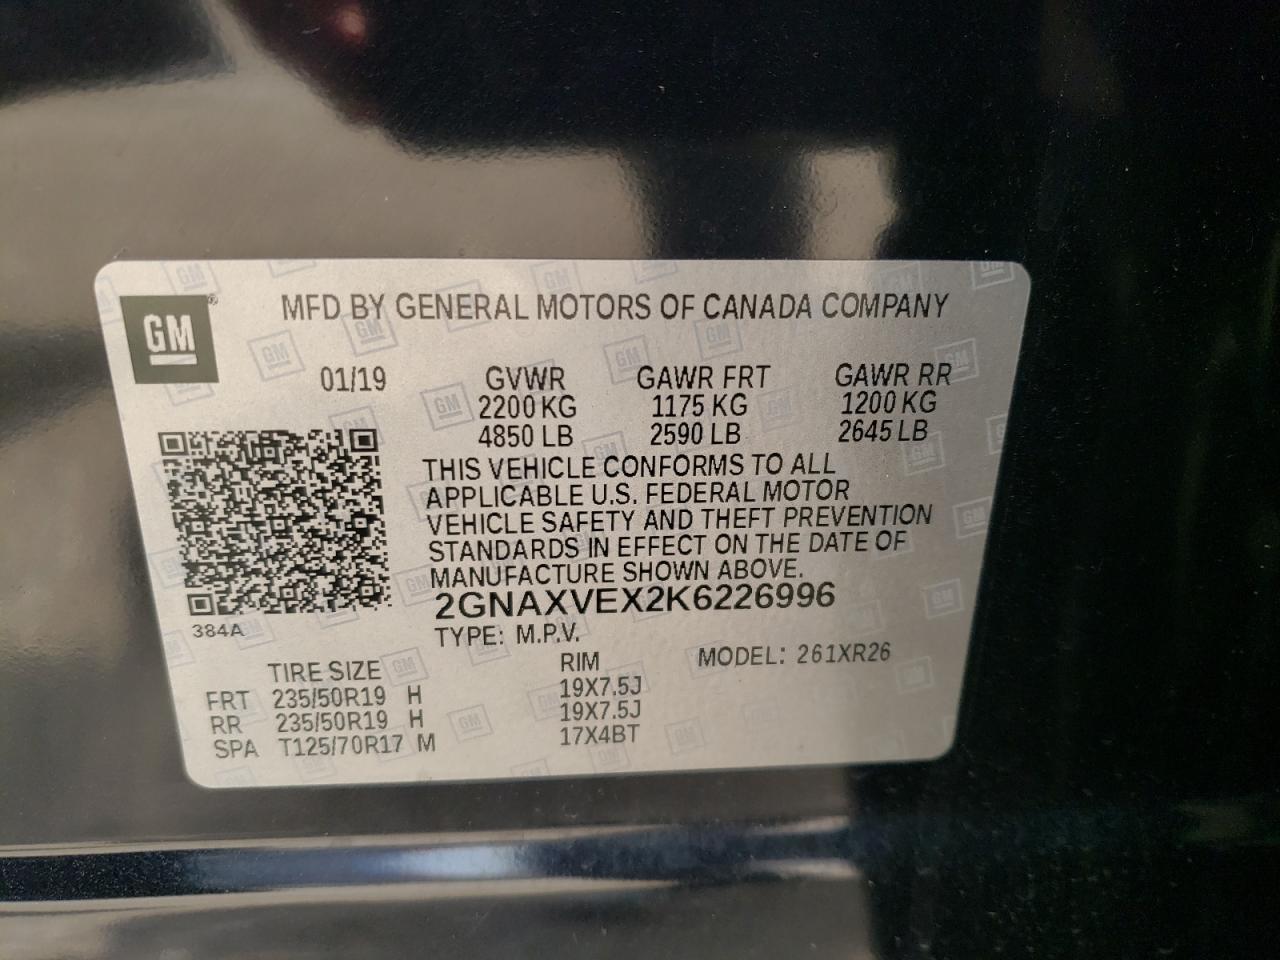 GM
MFD BY GENERAL MOTORS OF CANADA COMPANY
01/19 GVWR GAWR FRT GAWR RR
2200 KG 1175 KG 1200 KG
4850 LB 2590 LB 2645 LB
THIS VEHICLE CONFORMS TO ALL
APPLICABLE U.S. FEDERAL MOTOR
VEHICLE SAFETY AND THEFT PREVENTION
STANDARDS IN EFFECT ON THE DATE OF
MANUFACTURE SHOWN ABOVE.
2GNAXVEX2K6226996
384A
TYPE: M.P.V.
TIRE SIZE RIM MODEL: 261XR26
FRT 235/50R19 H 19X7.5J
RR 235/50R19 H 19X7.5J
SPA T125/70R17 M 17X4BT